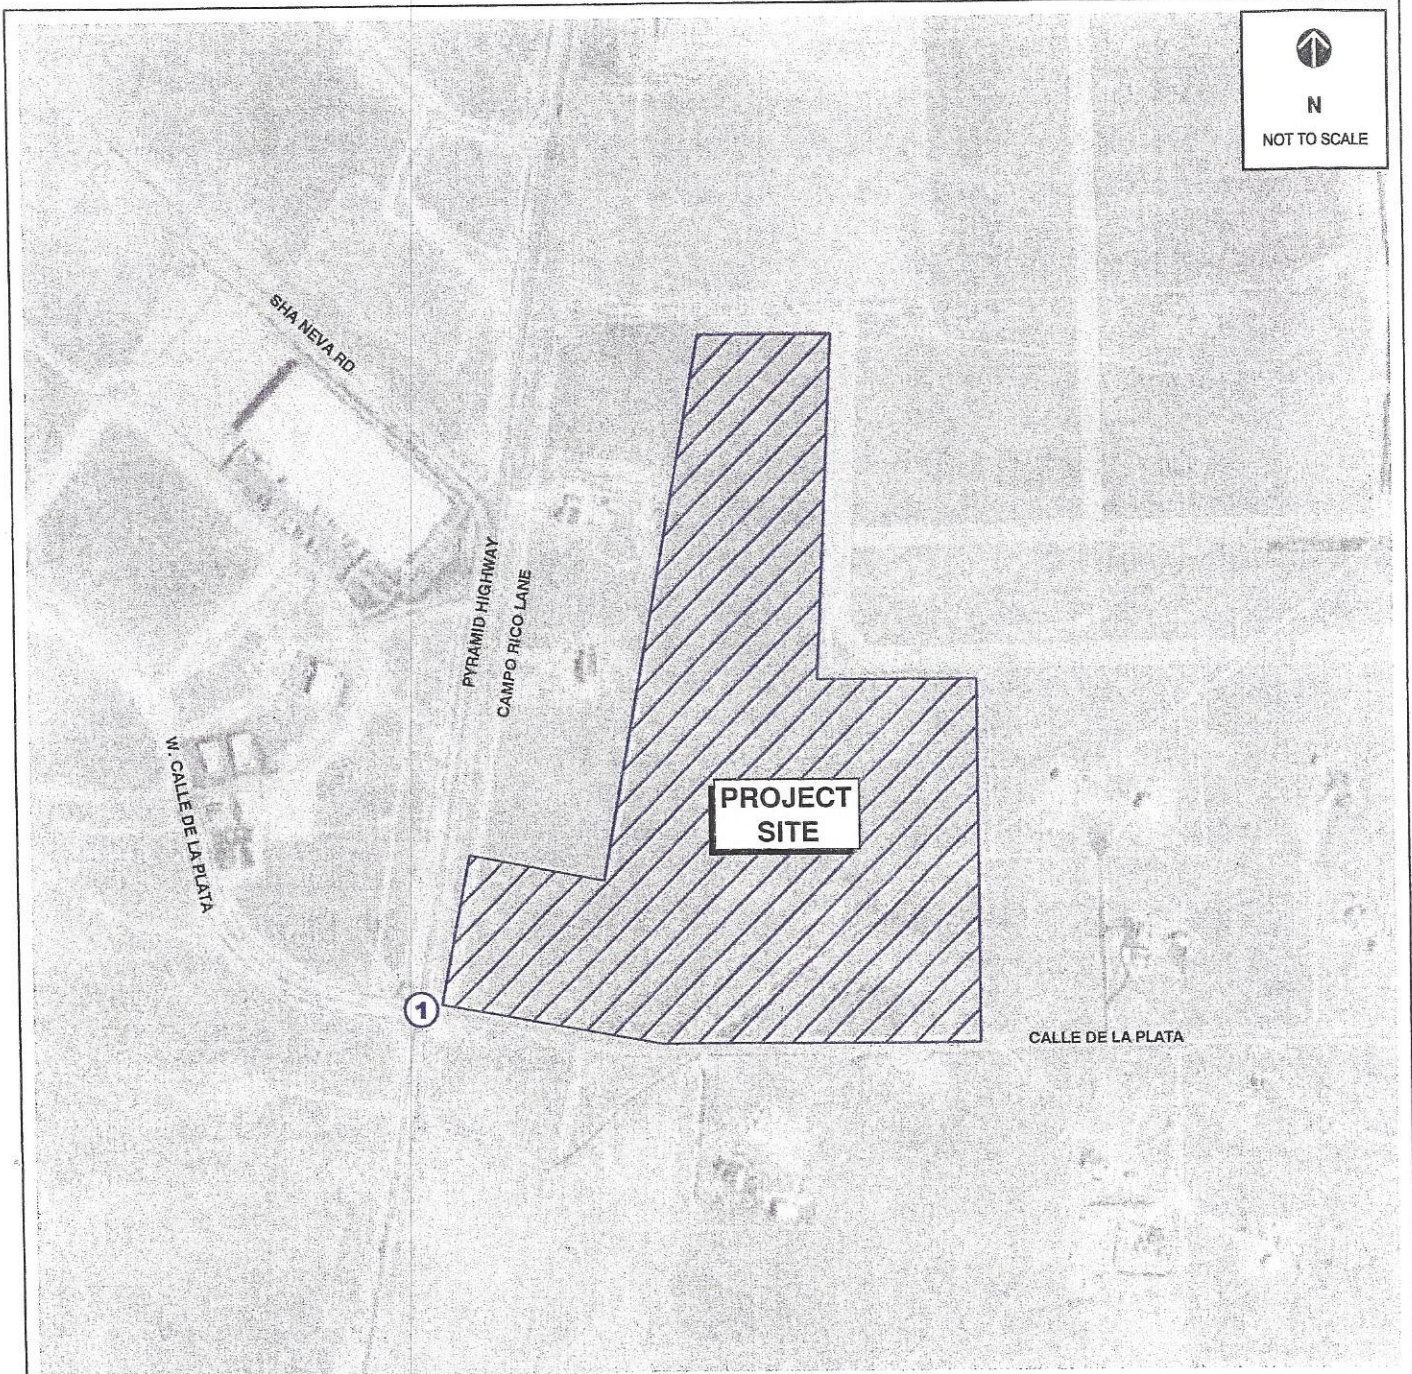 N
NOT TO SCALE
SHA NEVA RD
PYRAMID HIGHWAY
CAMPO RICO LANE
W. CALLE DE LA PLATA
PROJECT
SITE
1
CALLE DE LA PLATA